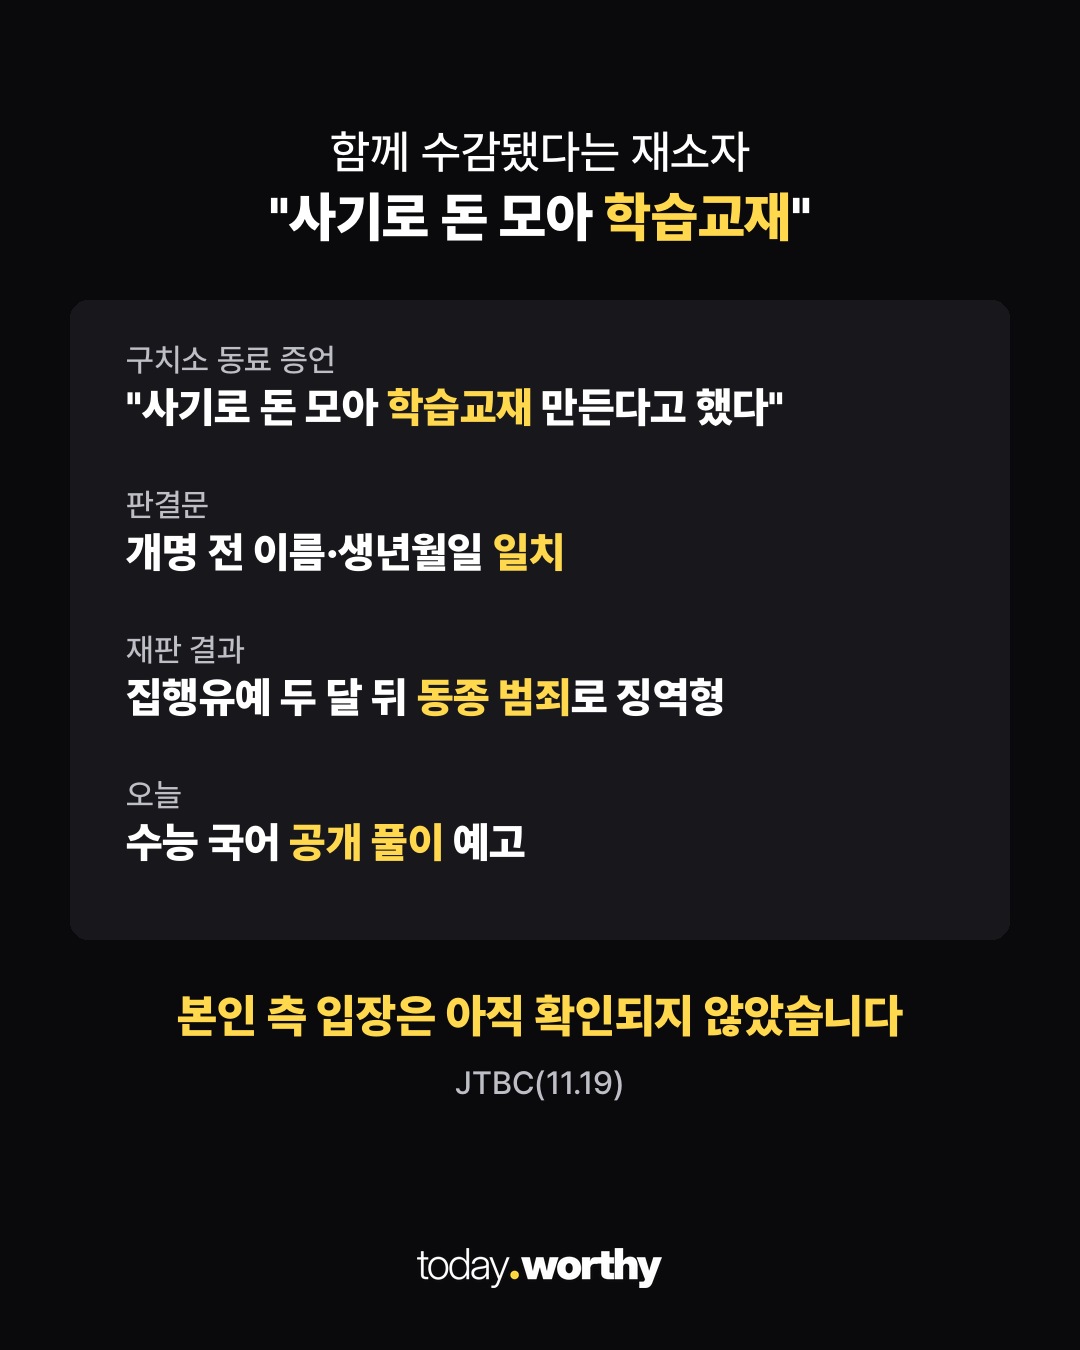 함께 수감됐다는 재소자
"사기로 돈 모아 학습교재"
구치소 동료 증언
"사기로 돈 모아 학습교재 만든다고 했다"
판결문
개명 전 이름·생년월일 일치
재판 결과
집행유예 두 달 뒤 동종 범죄로 징역형
오늘
수능 국어 공개 풀이 예고
본인 측 입장은 아직 확인되지 않았습니다
JTBC(11.19)
today.worthy